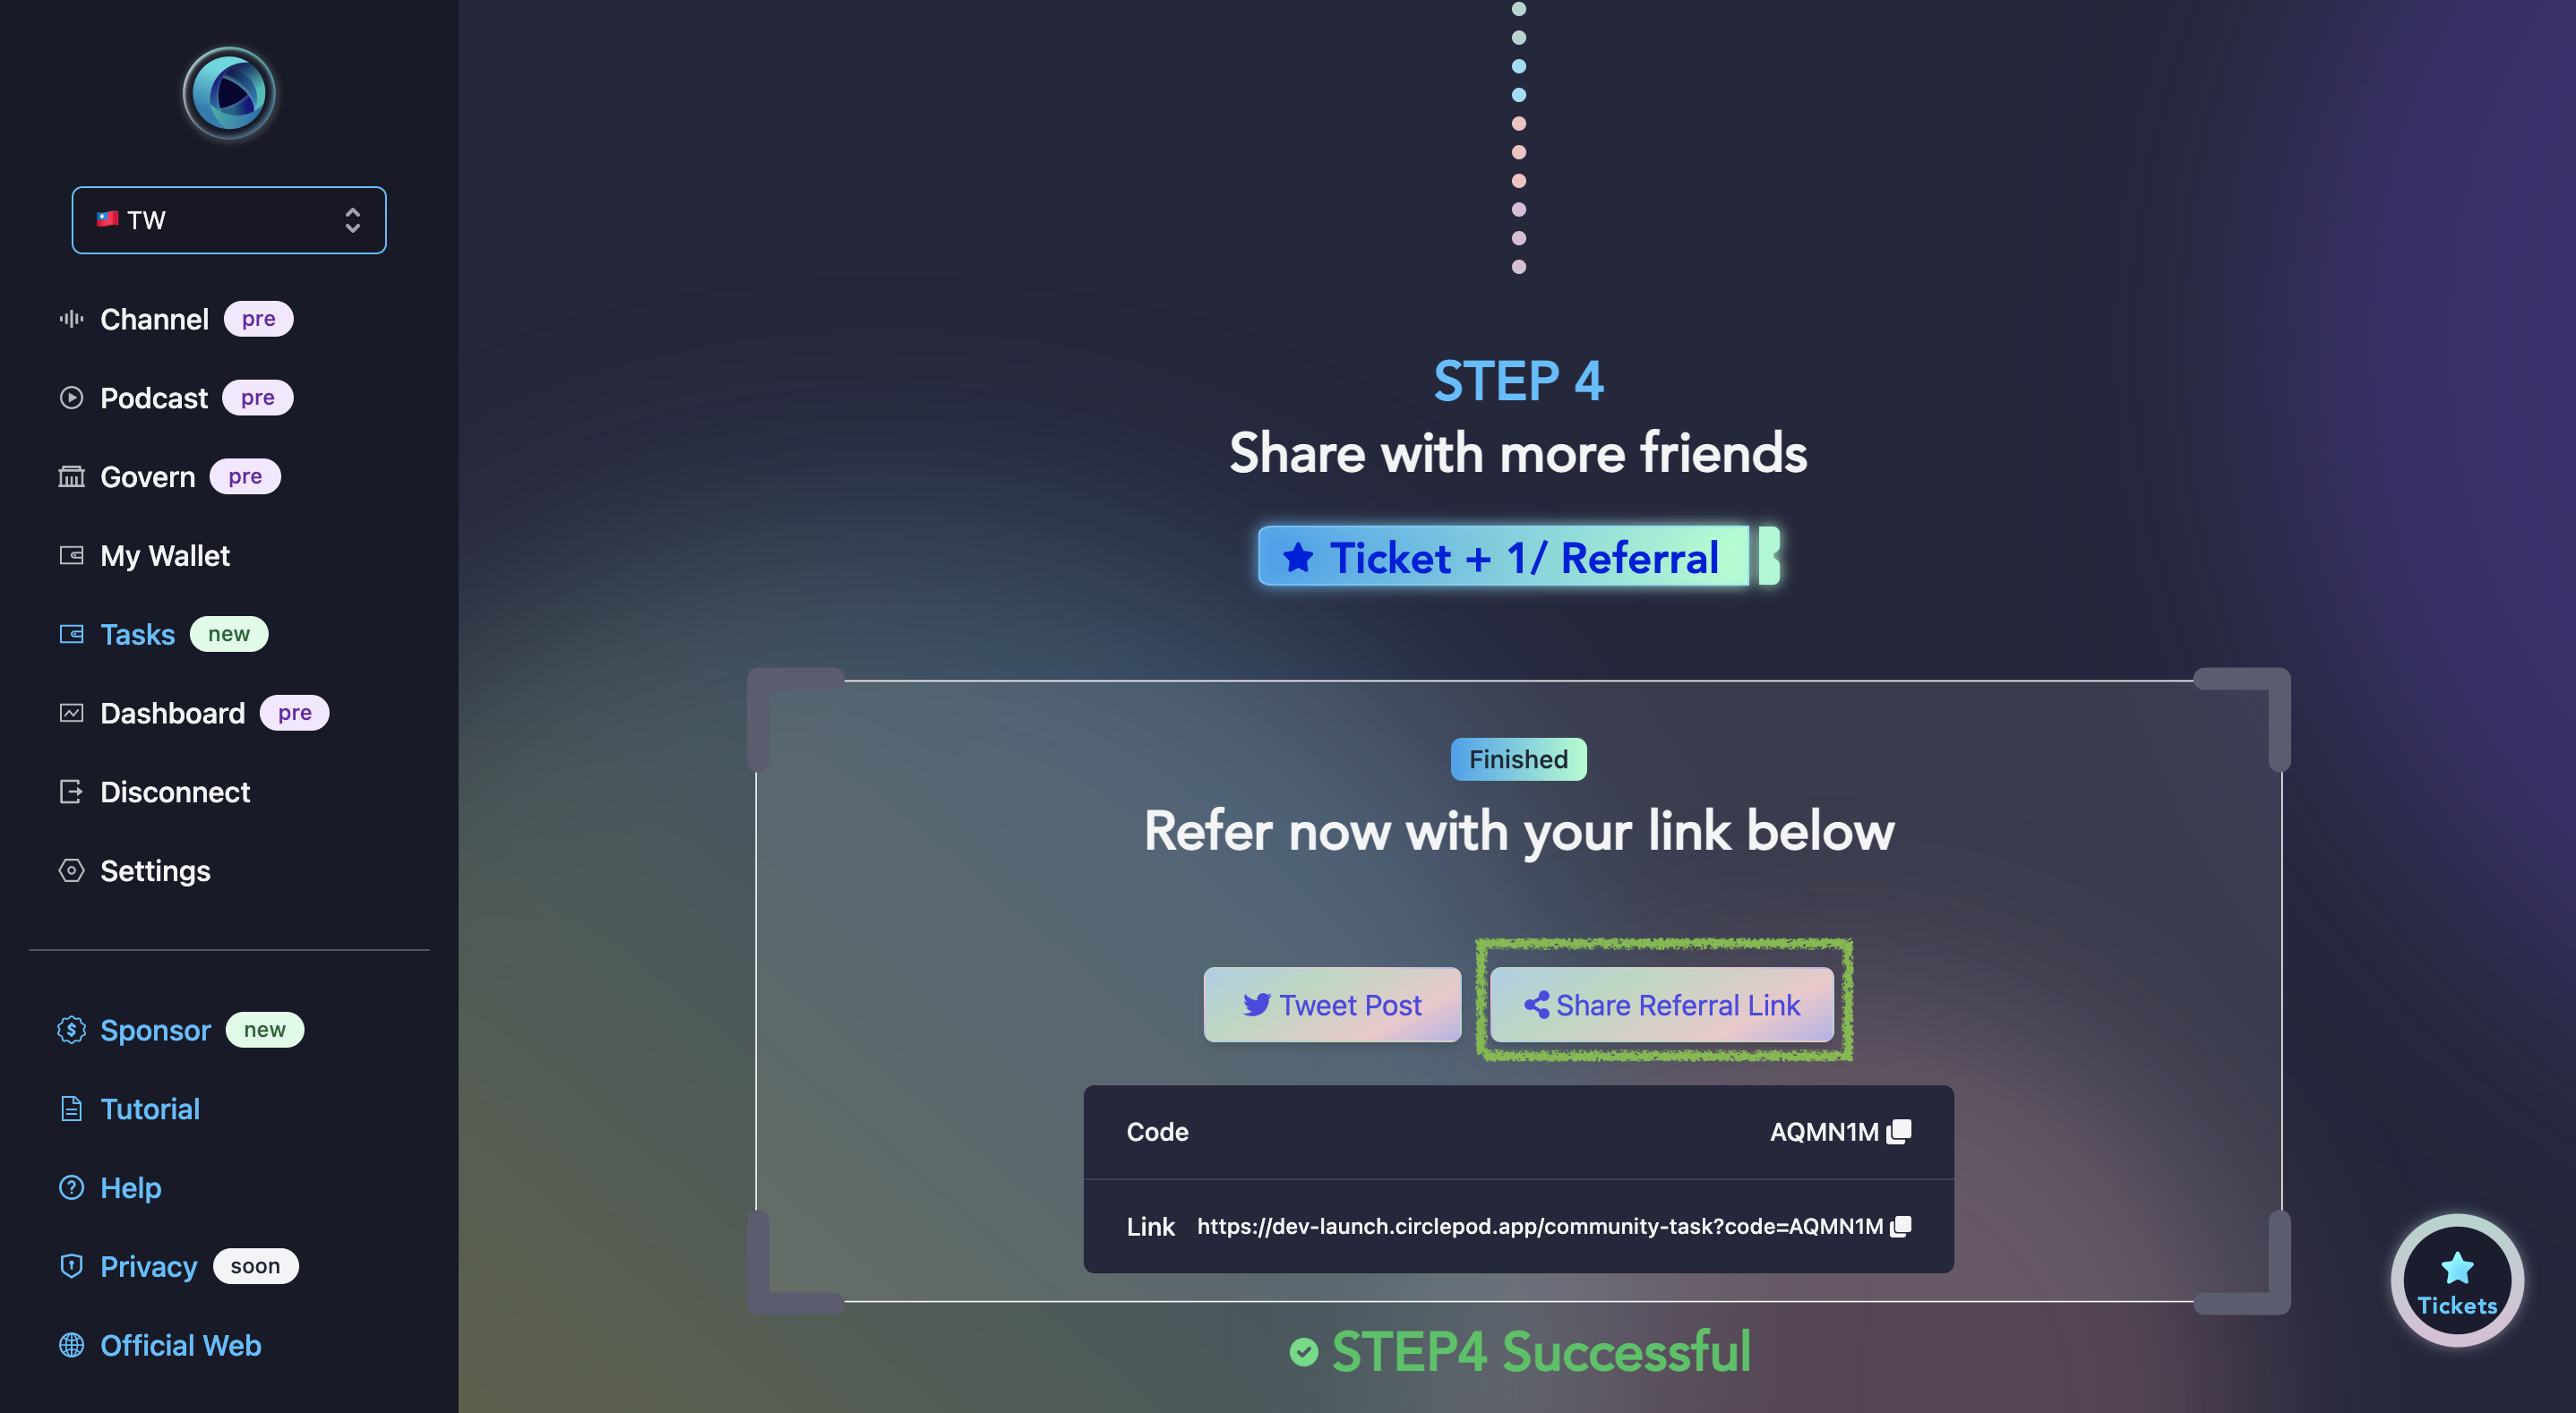 TW
Channel pre
Podcast pre
Govern pre
My Wallet
Tasks new
Dashboard pre
Disconnect
Settings
Sponsor new
Tutorial
Help
Privacy soon
Official Web
STEP 4
Share with more friends
Ticket + 1/ Referral
Finished
Refer now with your link below
Tweet Post
Share Referral Link
Code AQMN1M
Link https://dev-launch.circlepod.app/community-task?code=AQMN1M
STEP4 Successful
Tickets